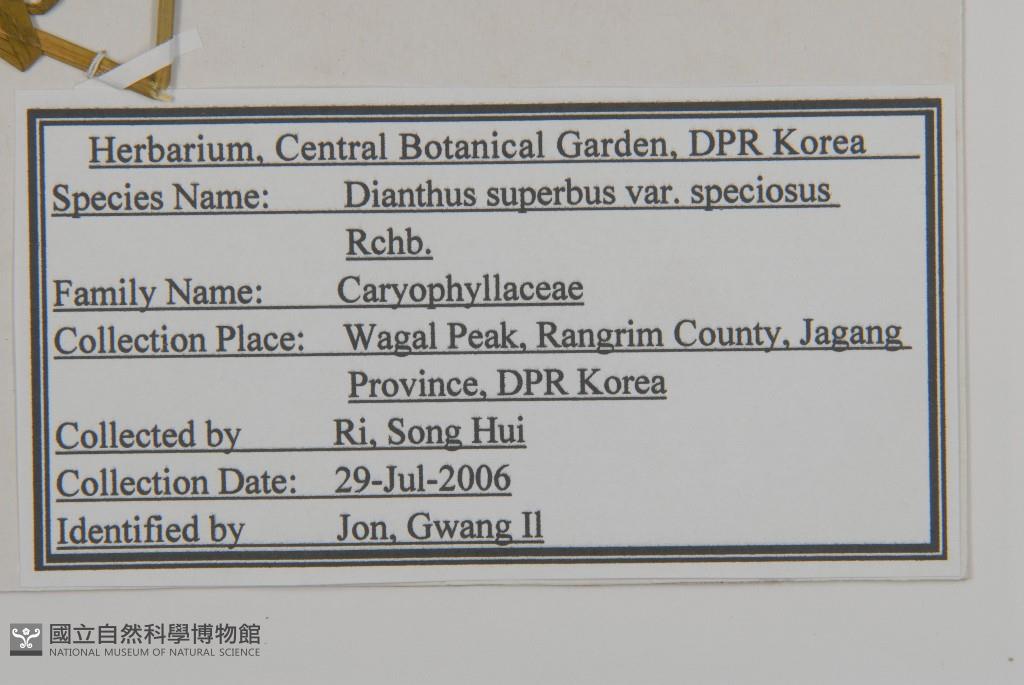 Herbarium, Central Botanical Garden, DPR Korea
Species Name: Dianthus superbus var. speciosus
Rchb.
Family Name: Caryophyllaceae
Collection Place: Wagal Peak, Rangrim County, Jagang
Province, DPR Korea
Collected by Ri, Song Hui
Collection Date: 29-Jul-2006
Identified by Jon, Gwang Il
國立自然科學博物館
NATIONAL MUSEUM OF NATURAL SCIENCE